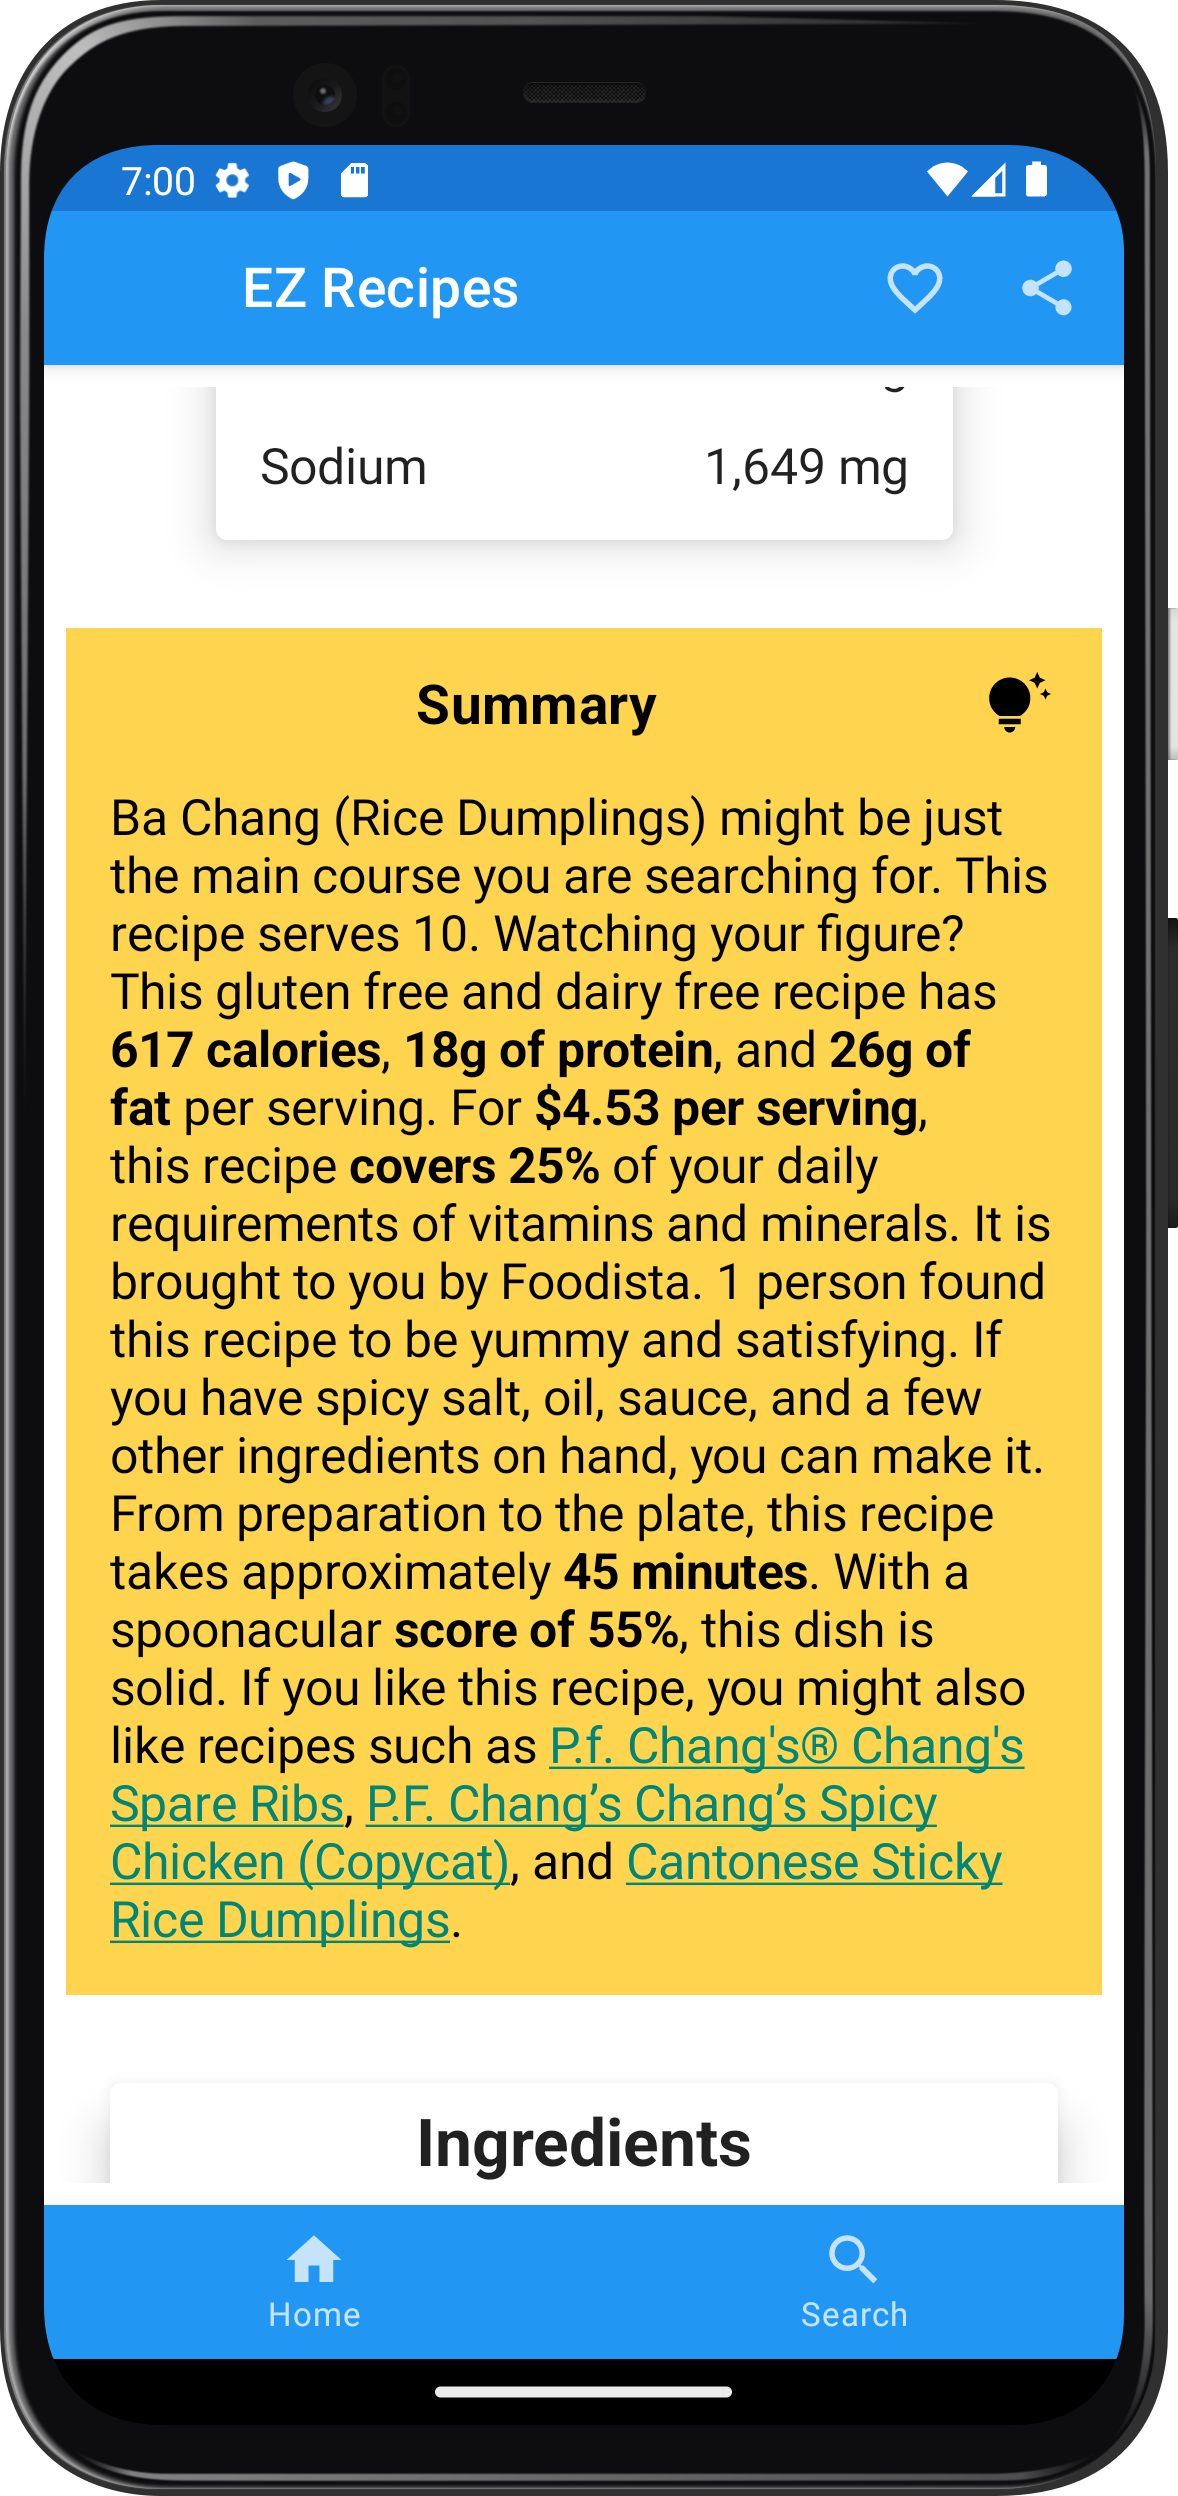 7:00
EZ Recipes
Sodium 1,649 mg
Summary
Ba Chang (Rice Dumplings) might be just
the main course you are searching for. This
recipe serves 10. Watching your figure?
This gluten free and dairy free recipe has
617 calories, 18g of protein, and 26g of
fat per serving. For $4.53 per serving,
this recipe covers 25% of your daily
requirements of vitamins and minerals. It is
brought to you by Foodista. 1 person found
this recipe to be yummy and satisfying. If
you have spicy salt, oil, sauce, and a few
other ingredients on hand, you can make it.
From preparation to the plate, this recipe
takes approximately 45 minutes. With a
spoonacular score of 55%, this dish is
solid. If you like this recipe, you might also
like recipes such as P.f. Chang's® Chang's
Spare Ribs, P.F. Chang’s Chang’s Spicy
Chicken (Copycat), and Cantonese Sticky
Rice Dumplings.
Ingredients
Home
Search